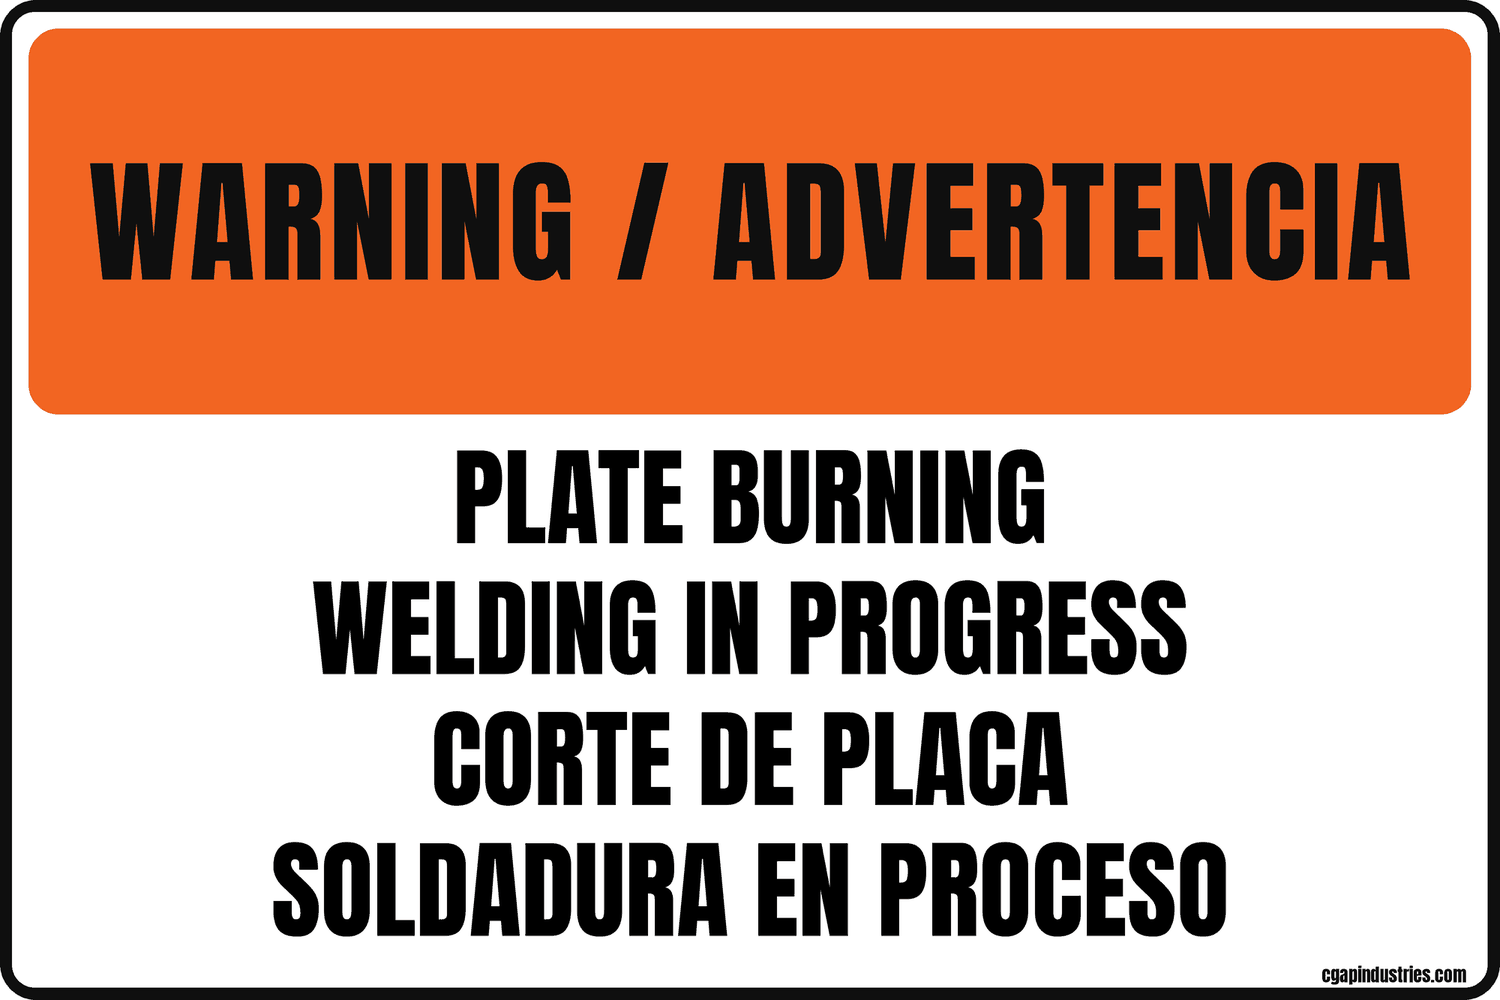 WARNING / ADVERTENCIA
PLATE BURNING
WELDING IN PROGRESS
CORTE DE PLACA
SOLDADURA EN PROCESO
cgapindustries.com